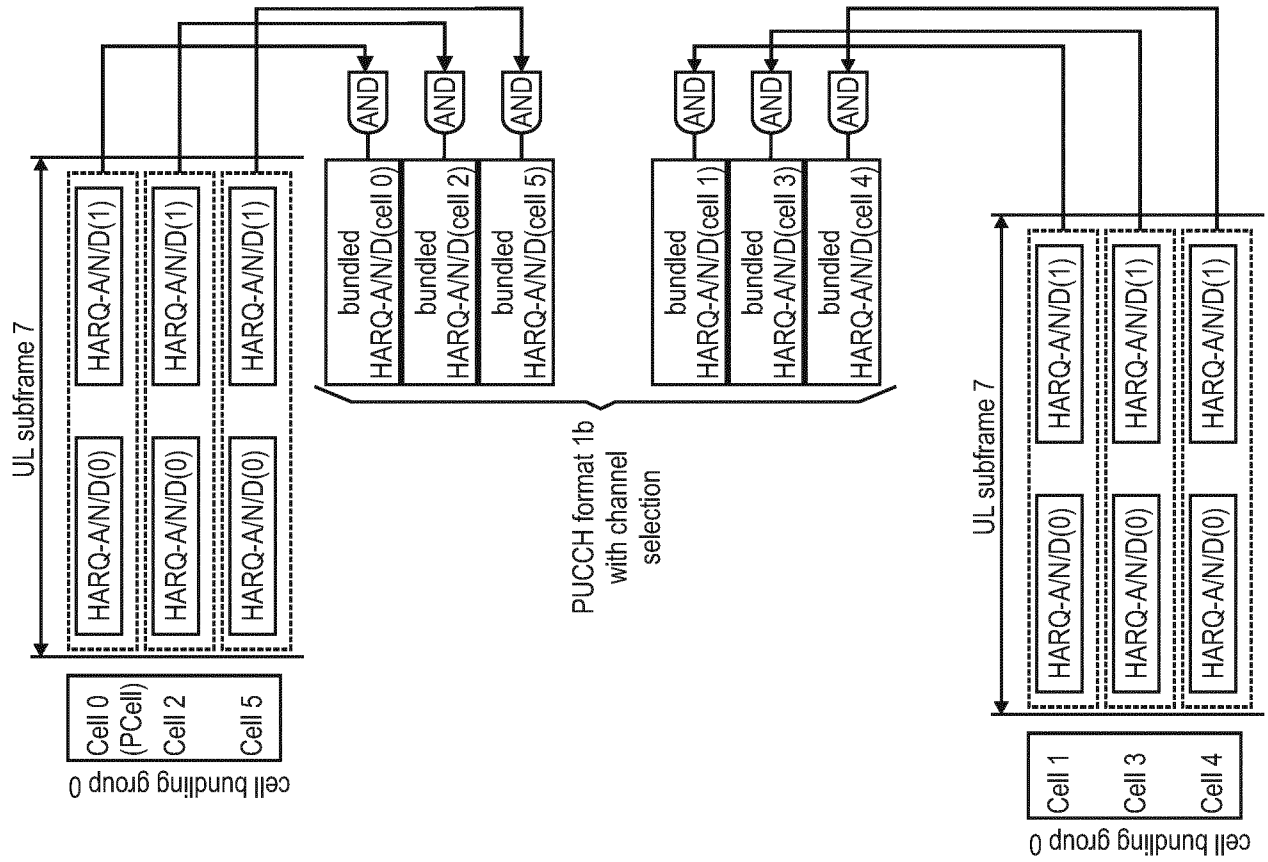 cell bundling group 0
Cell 0
(PCell)
Cell 2
Cell 5
UL subframe 7
HARQ-A/N/D(0)
HARQ-A/N/D(1)
HARQ-A/N/D(0)
HARQ-A/N/D(1)
HARQ-A/N/D(0)
HARQ-A/N/D(1)
AND
AND
AND
bundled
HARQ-A/N/D(cell 0)
bundled
HARQ-A/N/D(cell 2)
bundled
HARQ-A/N/D(cell 5)
PUCCH format 1b
with channel
selection
AND
AND
AND
bundled
HARQ-A/N/D(cell 1)
bundled
HARQ-A/N/D(cell 3)
bundled
HARQ-A/N/D(cell 4)
UL subframe 7
HARQ-A/N/D(0)
HARQ-A/N/D(1)
HARQ-A/N/D(0)
HARQ-A/N/D(1)
HARQ-A/N/D(0)
HARQ-A/N/D(1)
cell bundling group 0
Cell 1
Cell 3
Cell 4